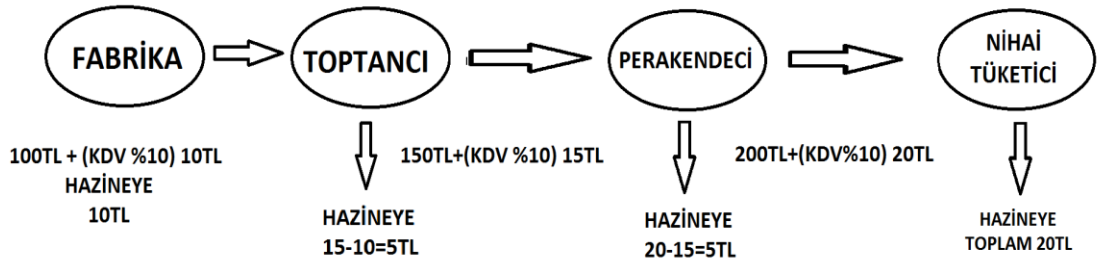 FABRİKA
TOPTANCI
PERAKENDECİ
NİHAİ
TÜKETİCİ
100TL + (KDV %10) 10TL
HAZİNEYE
10TL
150TL+(KDV %10) 15TL
200TL+(KDV%10) 20TL
HAZİNEYE
15-10=5TL
HAZİNEYE
20-15=5TL
HAZİNEYE
TOPLAM 20TL